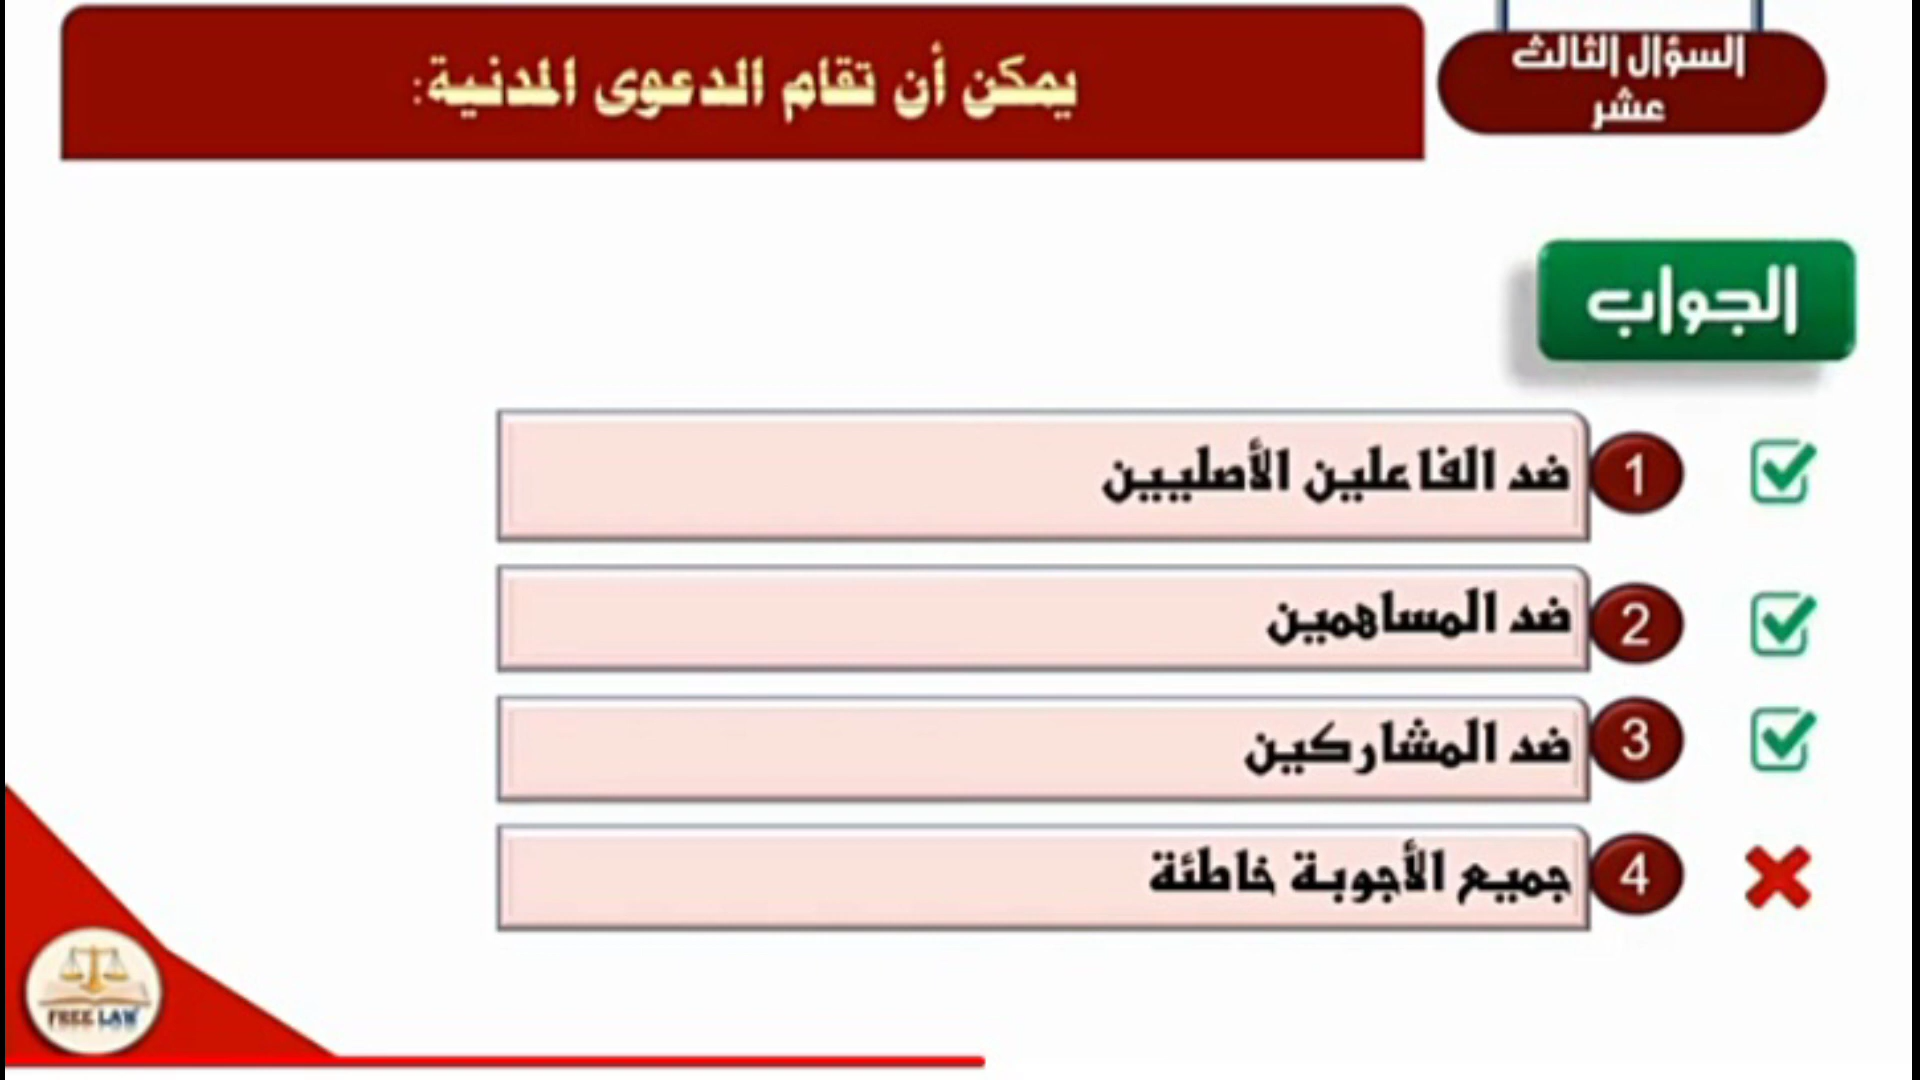 السؤال الثالث
عشر
يمكن أن تقام الدعوى المدنية:
الجواب
1 ضد الفاعلين الأصليين
2 ضد المساهمين
3 ضد المشاركين
4 جميع الأجوبة خاطئة
FREE LAW